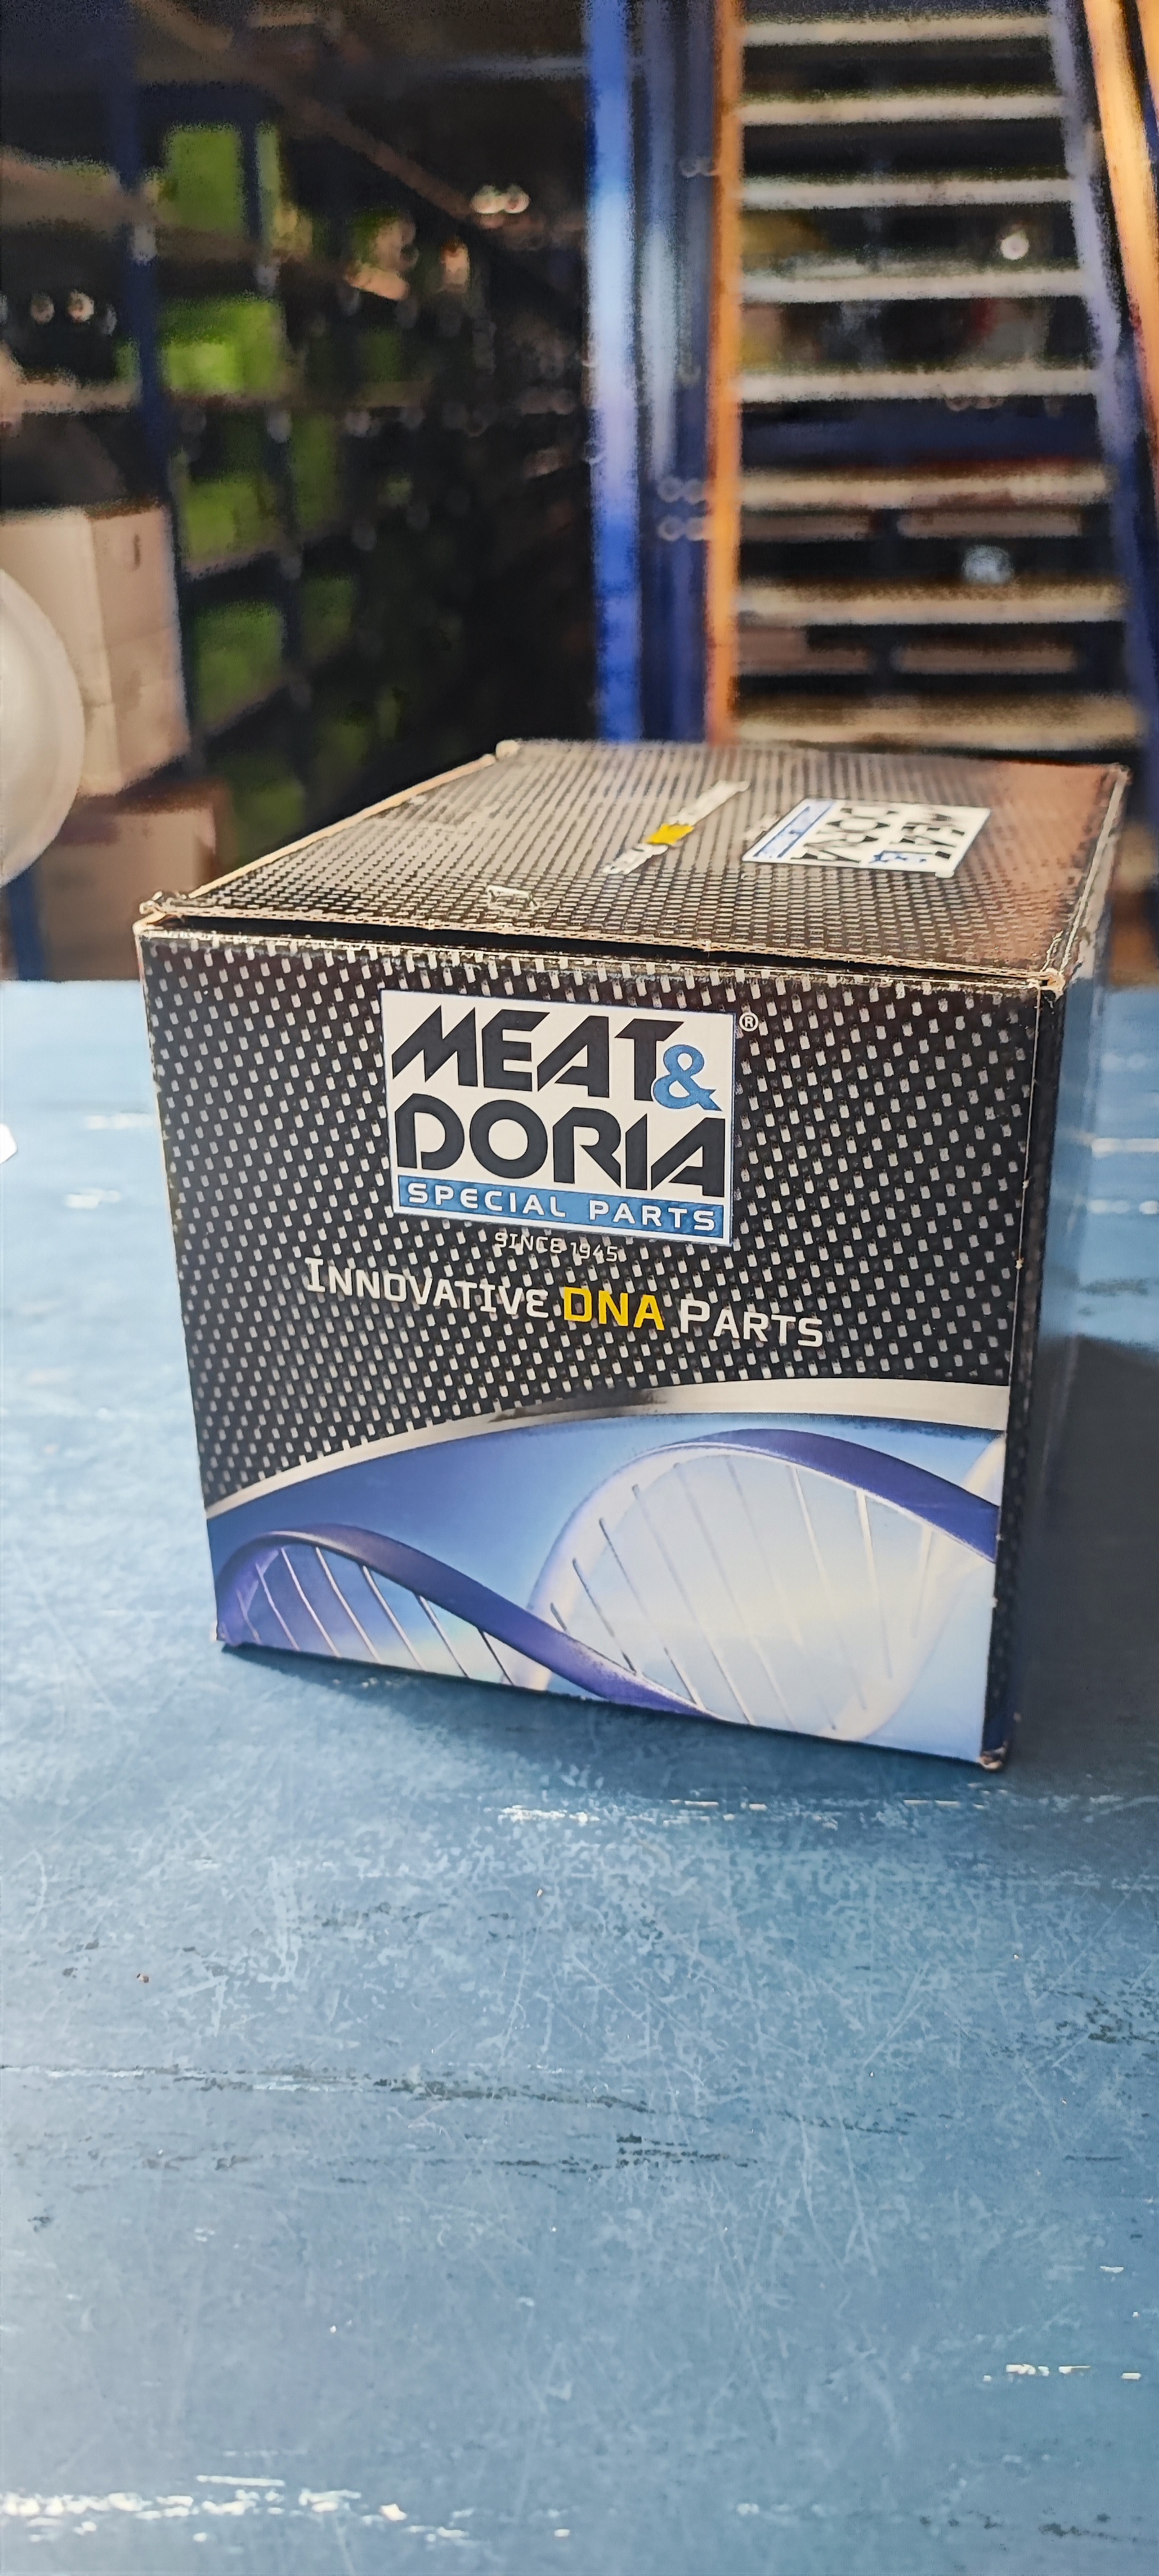 MEAT&
DORIA
SPECIAL PARTS
®
SINCE 1945
INNOVATIVE DNA PARTS